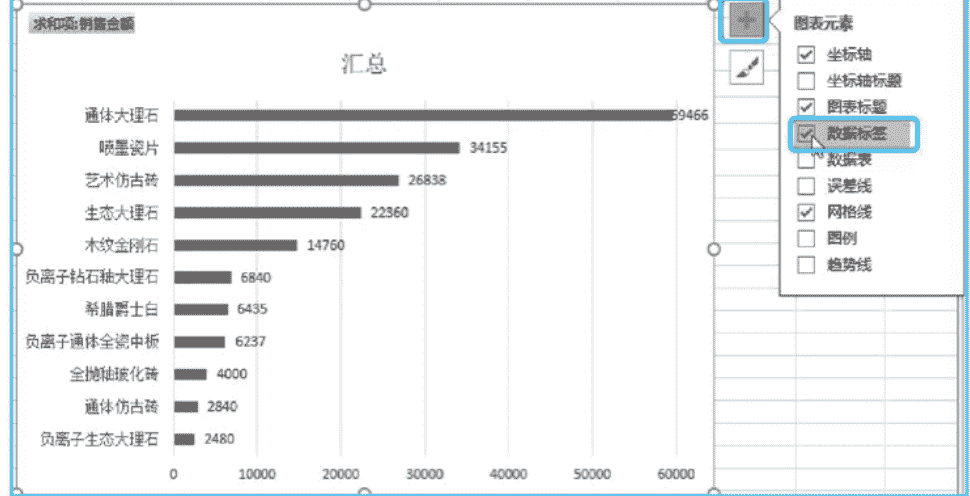 求和项:销售金额
汇总
通体大理石 59466
喷墨瓷片 34155
艺术仿古砖 26838
生态大理石 22360
木纹金刚石 14760
负离子钻石釉大理石 6840
希腊爵士白 6435
负离子通体全瓷中板 6237
全抛釉玻化砖 4000
通体仿古砖 2840
负离子生态大理石 2480
0 10000 20000 30000 40000 50000 60000
图表元素
坐标轴
坐标轴标题
图表标题
数据标签
数据表
误差线
网格线
图例
趋势线